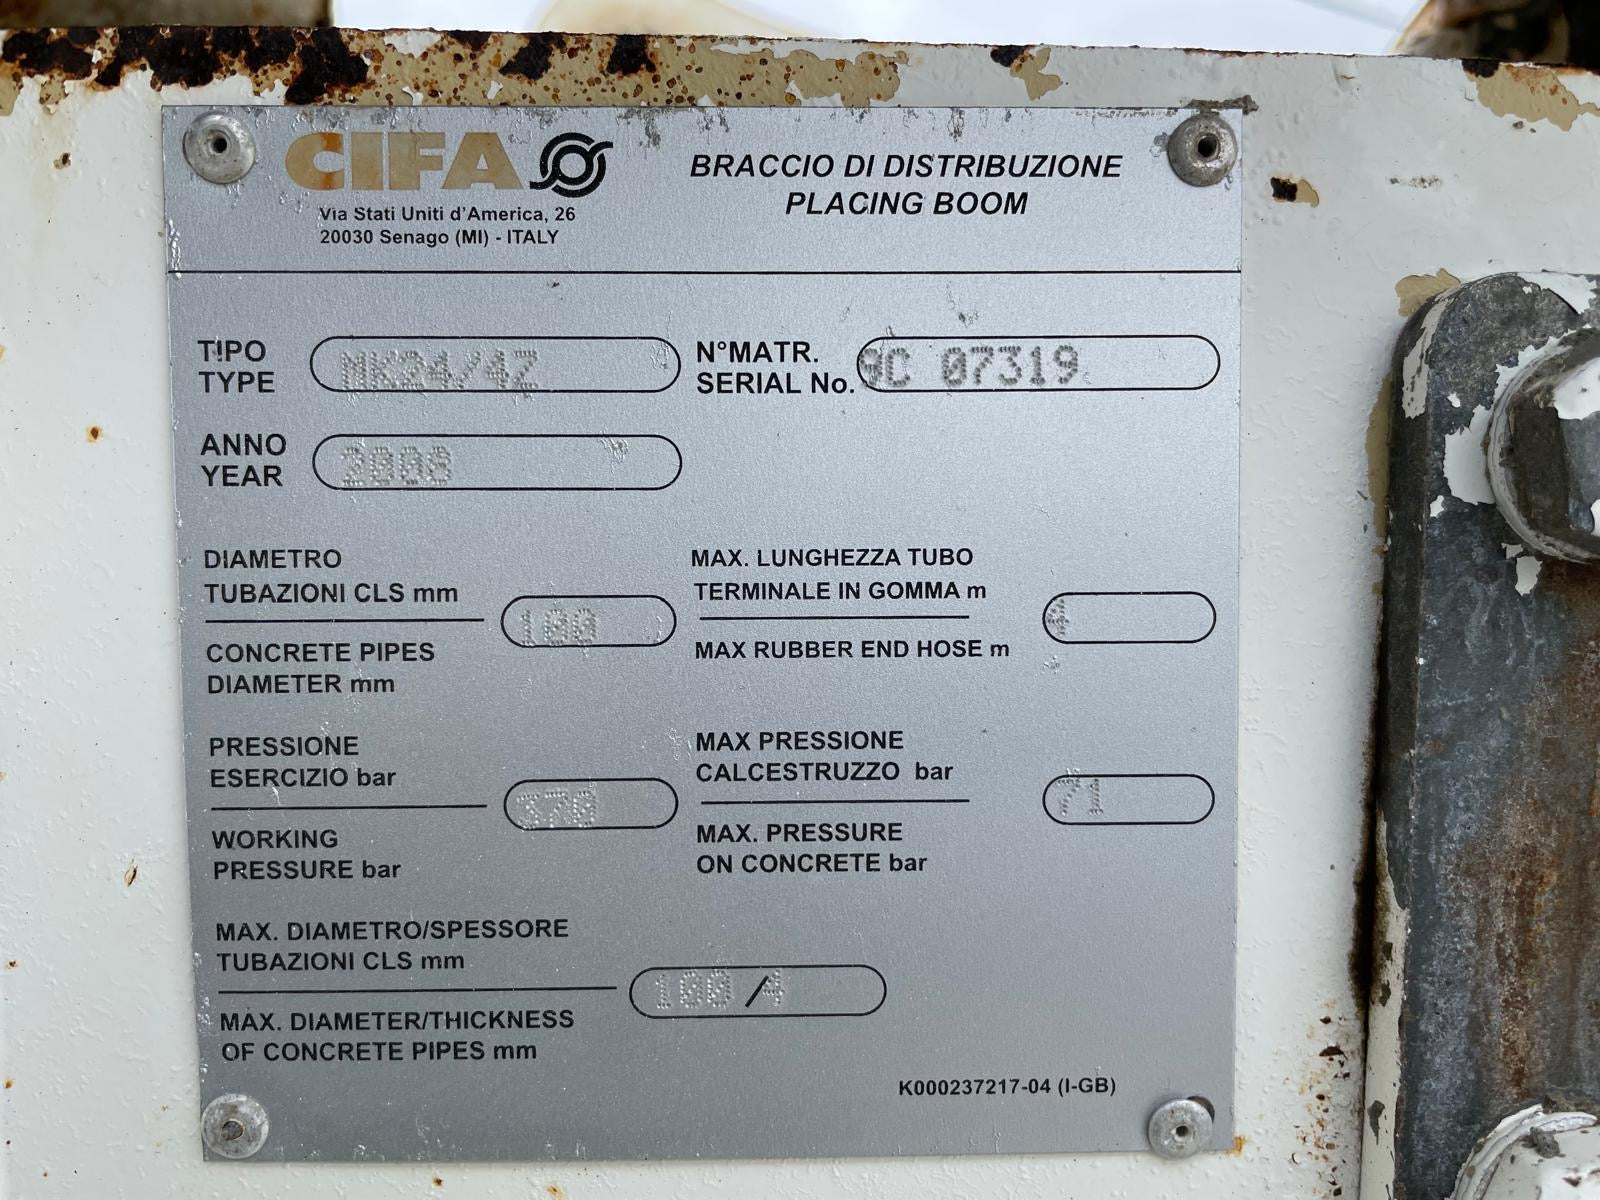 CIFA
Via Stati Uniti d'America, 26
20030 Senago (MI) - ITALY
BRACCIO DI DISTRIBUZIONE
PLACING BOOM
TIPO
TYPE
MK24/4Z
N°MATR.
SERIAL No.
9C 07319
ANNO
YEAR
2008
DIAMETRO
TUBAZIONI CLS mm
CONCRETE PIPES
DIAMETER mm
100
MAX. LUNGHEZZA TUBO
TERMINALE IN GOMMA m
MAX RUBBER END HOSE m
4
PRESSIONE
ESERCIZIO bar
WORKING
PRESSURE bar
370
MAX PRESSIONE
CALCESTRUZZO bar
MAX. PRESSURE
ON CONCRETE bar
71
MAX. DIAMETRO/SPESSORE
TUBAZIONI CLS mm
MAX. DIAMETER/THICKNESS
OF CONCRETE PIPES mm
100 / 4
K000237217-04 (I-GB)